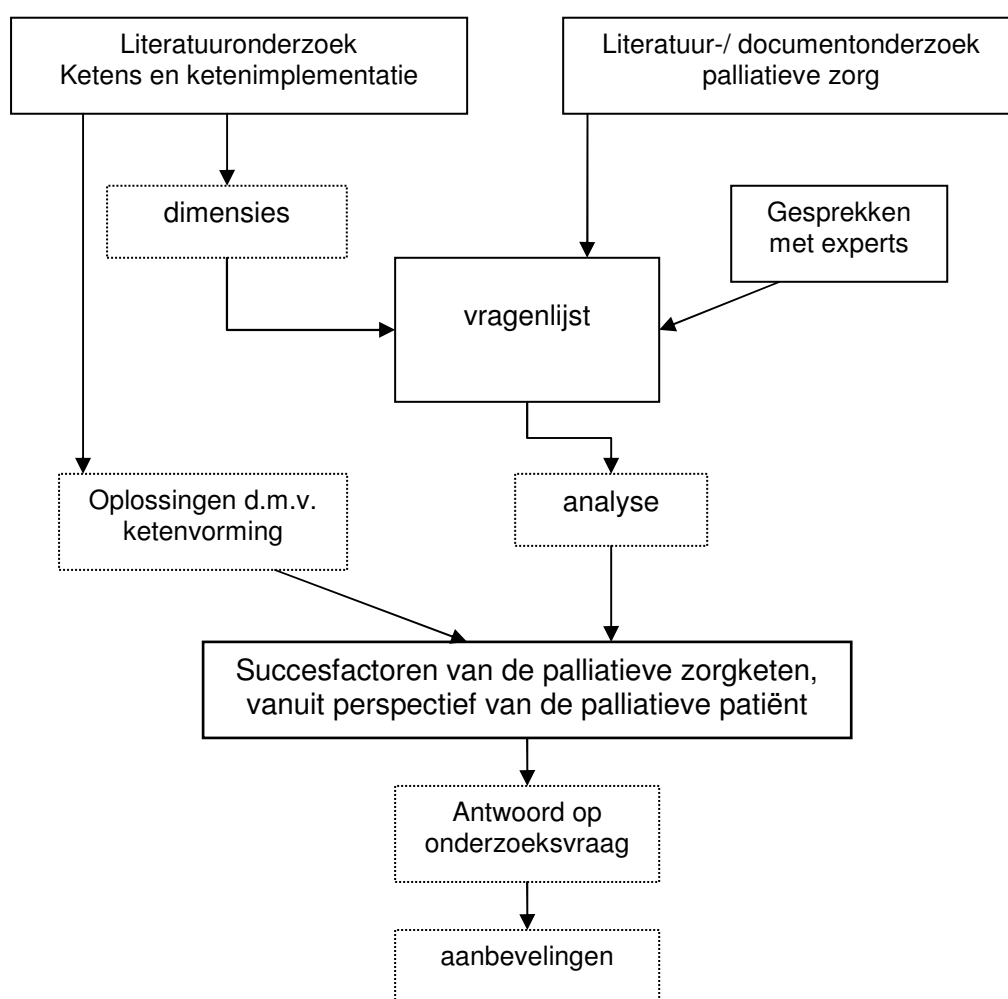 Literatuuronderzoek
Ketens en ketenimplementatie
Literatuur-/ documentonderzoek
palliatieve zorg
dimensies
Gesprekken
met experts
vragenlijst
Oplossingen d.m.v.
ketenvorming
analyse
Succesfactoren van de palliatieve zorgketen,
vanuit perspectief van de palliatieve patiënt
Antwoord op
onderzoeksvraag
aanbevelingen